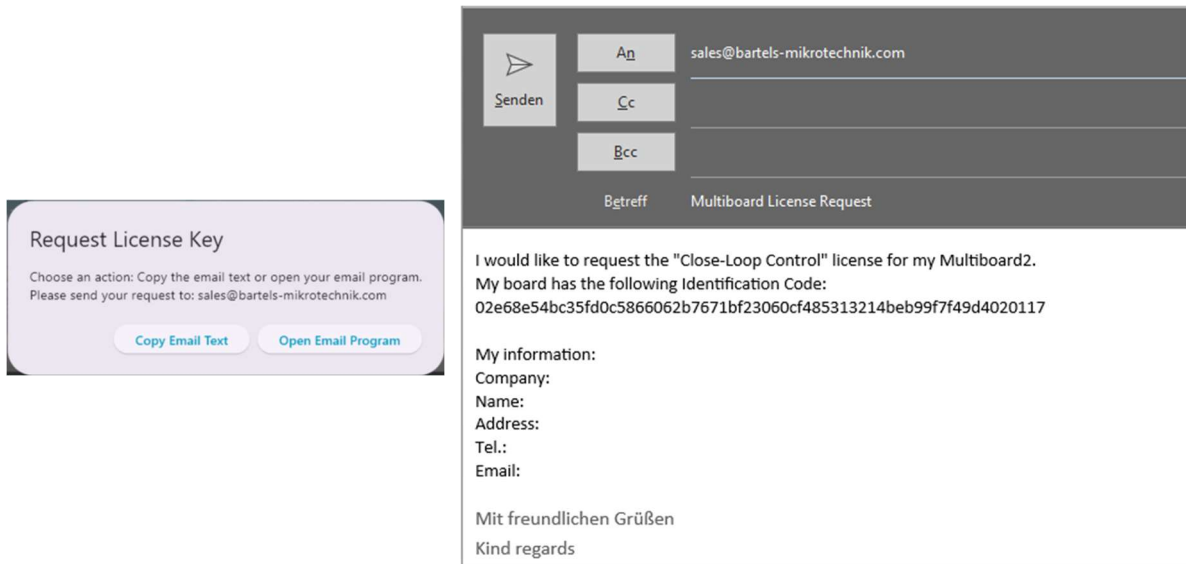 Request License Key
Choose an action: Copy the email text or open your email program.
Please send your request to: sales@bartels-mikrotechnik.com
Copy Email Text
Open Email Program
Senden
An
sales@bartels-mikrotechnik.com
Cc
Bcc
Betreff
Multiboard License Request
I would like to request the "Close-Loop Control" license for my Multiboard2.
My board has the following Identification Code:
02e68e54bc35fd0c5866062b7671bf23060cf485313214beb99f7f49d4020117
My information:
Company:
Name:
Address:
Tel.:
Email:
Mit freundlichen Grüßen
Kind regards